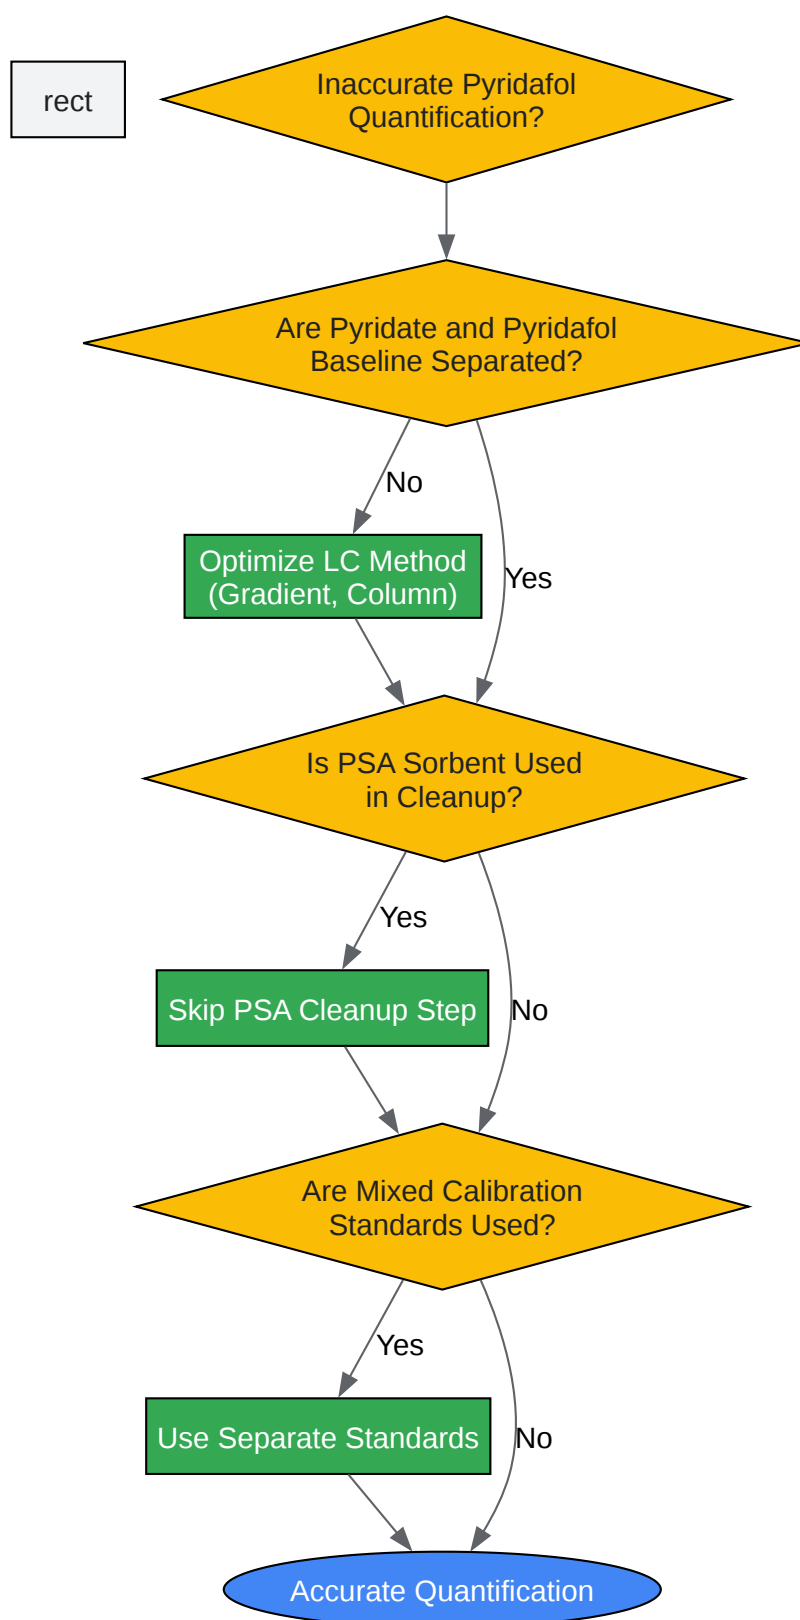 rect
Inaccurate Pyridafol
Quantification?
Are Pyridate and Pyridafol
Baseline Separated?
No
Optimize LC Method
(Gradient, Column)
Yes
Is PSA Sorbent Used
in Cleanup?
Yes
Skip PSA Cleanup Step
No
Are Mixed Calibration
Standards Used?
Yes
Use Separate Standards
No
Accurate Quantification